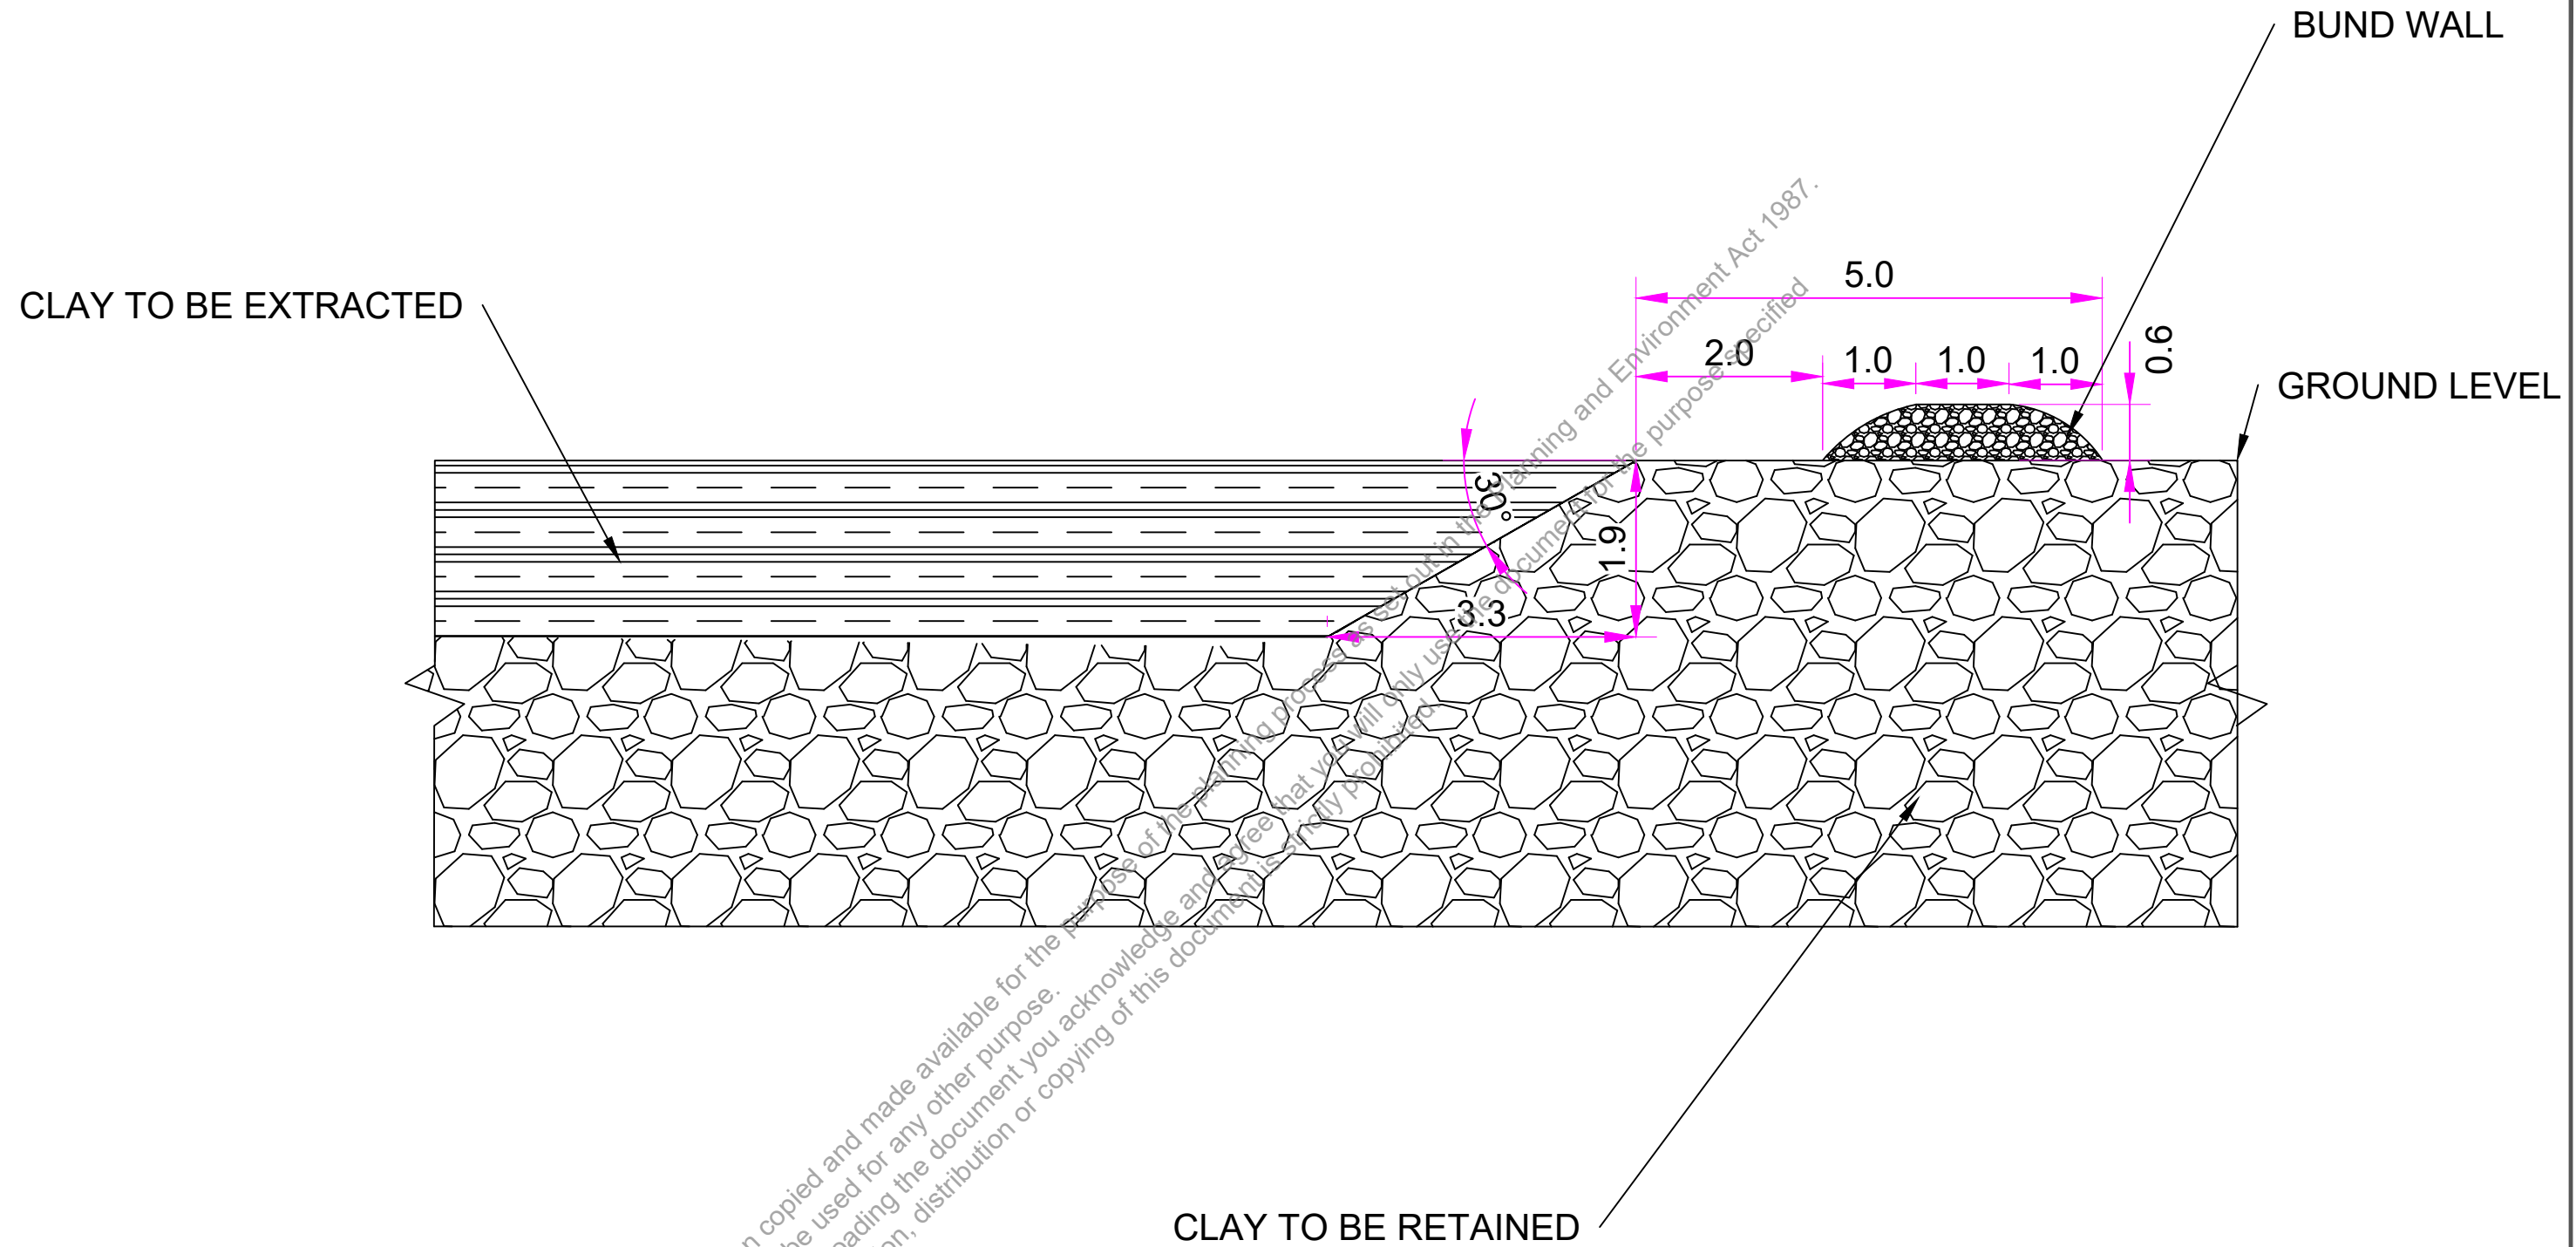 BUND WALL
CLAY TO BE EXTRACTED
5.0
2.0
1.0
1.0
1.0
0.6
GROUND LEVEL
30°
1.9
3.3
CLAY TO BE RETAINED
copied and made available for the purpose of the planning process as set out in the Planning and Environment Act 1987.
be used for any other purpose.
the document you acknowledge and agree that you will only use the document for the purpose specified
distribution or copying of this document is strictly prohibited.